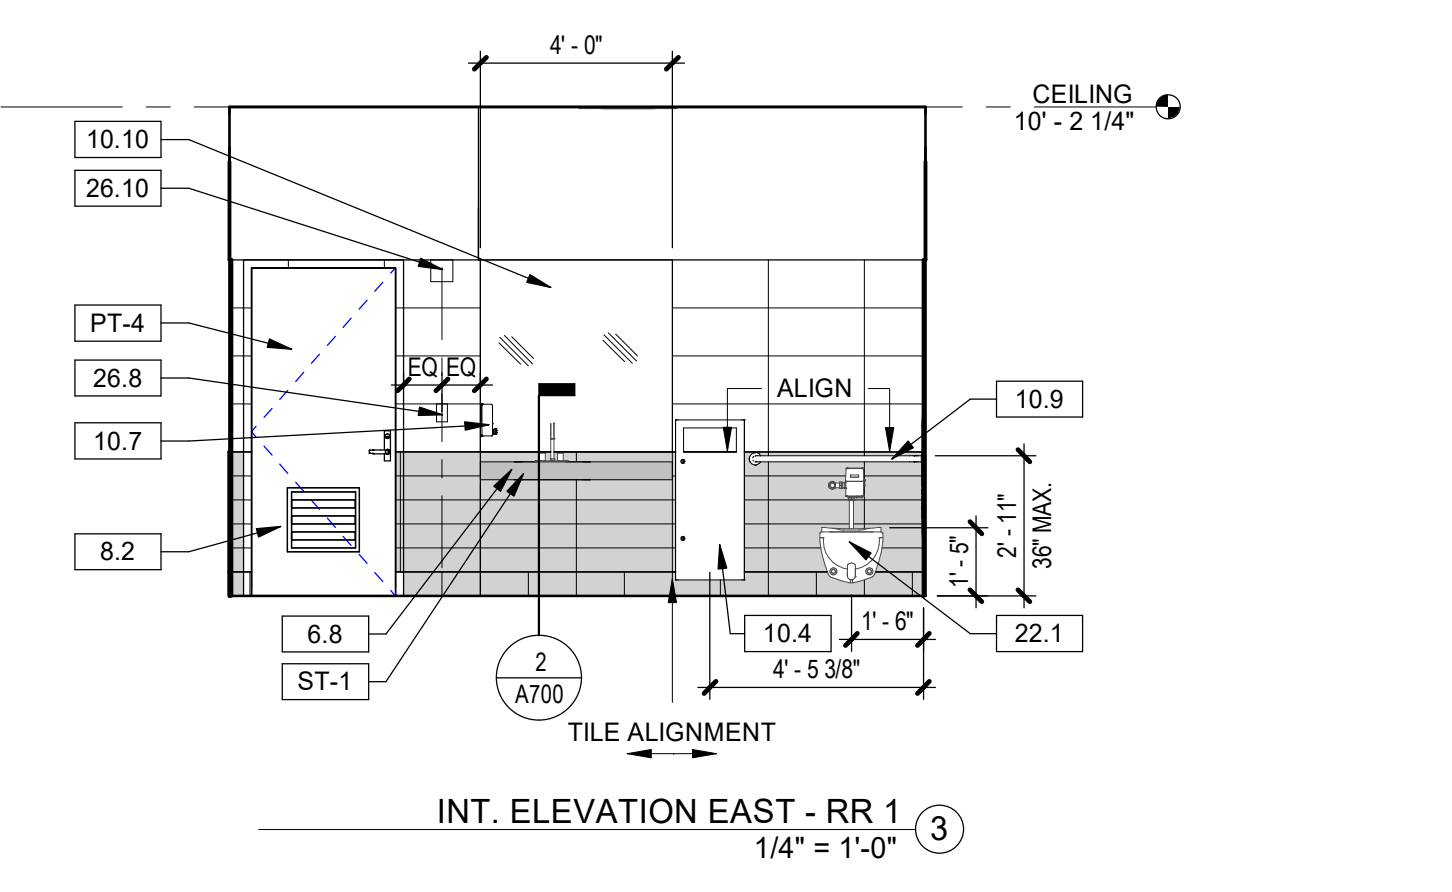 4' - 0"
CEILING
10' - 2 1/4"
10.10
26.10
PT-4
26.8
10.7
8.2
EQ EQ
ALIGN
10.9
2' - 11"
36" MAX.
1' - 5"
6.8
ST-1
2
A700
10.4
1' - 6"
22.1
4' - 5 3/8"
TILE ALIGNMENT
INT. ELEVATION EAST - RR 1
3
1/4" = 1'-0"